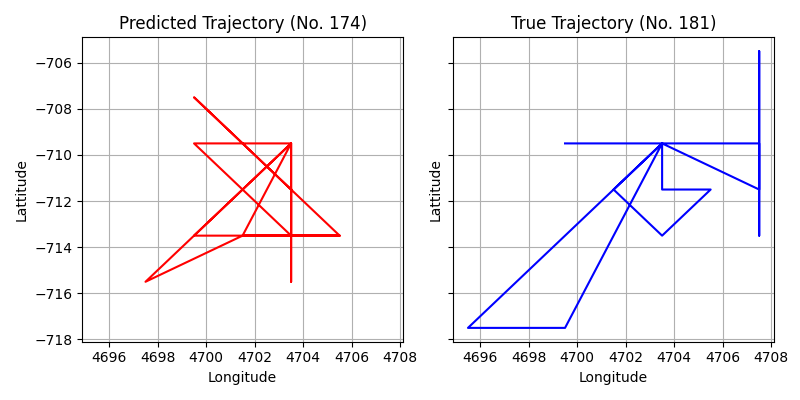 Predicted Trajectory (No. 174)
True Trajectory (No. 181)
Lattitude
−706
−708
−710
−712
−714
−716
−718
4696 4698 4700 4702 4704 4706 4708
Longitude
Lattitude
4696 4698 4700 4702 4704 4706 4708
Longitude